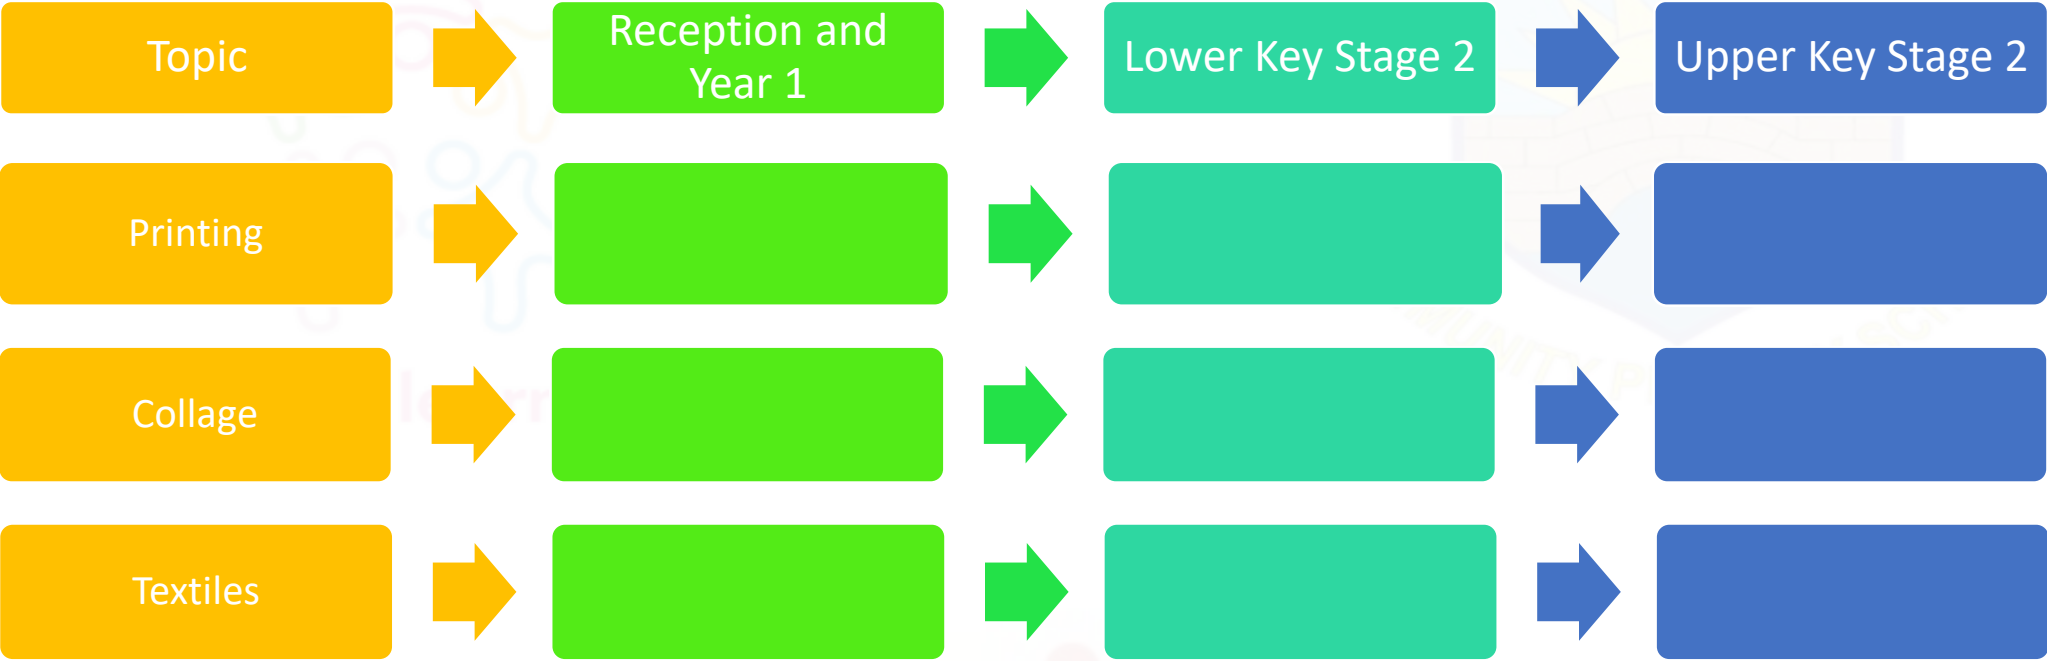 Topic
Reception and
Year 1
Lower Key Stage 2
Upper Key Stage 2
Printing
Collage
Textiles